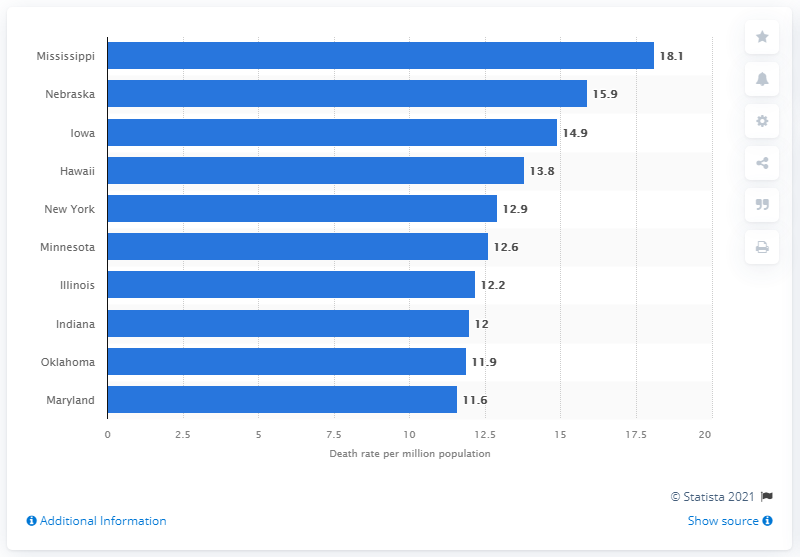 Mississippi 18.1
Nebraska 15.9
Iowa 14.9
Hawaii 13.8
New York 12.9
Minnesota 12.6
Illinois 12.2
Indiana 12
Oklahoma 11.9
Maryland 11.6
0 2.5 5 7.5 10 12.5 15 17.5 20
Death rate per million population
© Statista 2021
Additional Information Show source